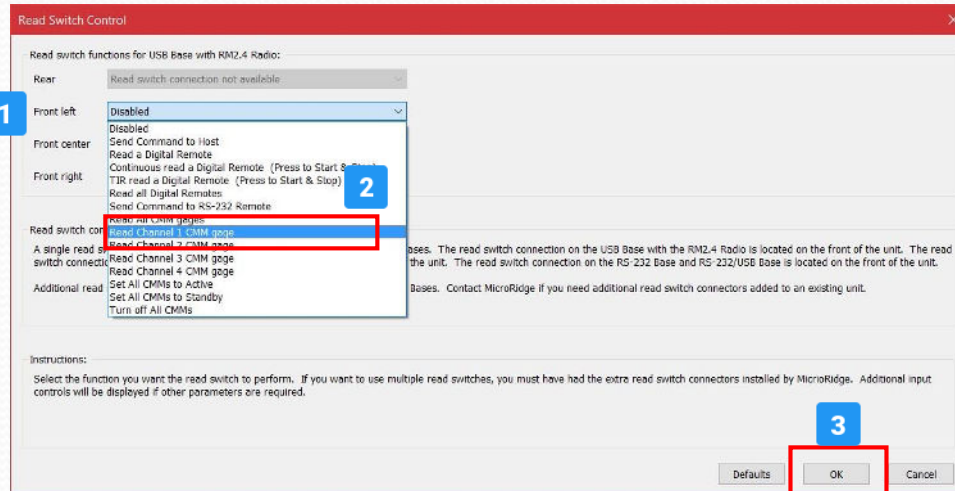 Read Switch Control
Read switch functions for USB Base with RM2.4 Radio:
Rear Read switch connection not available
1 Front left Disabled
Disabled
Send Command to Host
Front center
Read a Digital Remote
Continuous read a Digital Remote (Press to Start &
Front right
TIR read a Digital Remote (Press to Start & Stop)
2
Read all Digital Remotes
Send Command to RS-232 Remote
Read All CMM gages
Read switch
Read Channel 1 CMM gage
Read Channel 2 CMM gage
A single read
Bases. The read switch connection on the USB Base with the RM2.4 Radio is located on the front of the unit. The read
switch
Read Channel 3 CMM gage
the unit. The read switch connection on the RS-232 Base and RS-232/USB Base is located on the front of the unit.
Read Channel 4 CMM gage
Set All CMMs to Active
Additional read
Bases. Contact MicroRidge if you need additional read switch connectors added to an existing unit.
Set All CMMs to Standby
Turn off All CMMs
Instructions:
Select the function you want the read switch to perform. If you want to use multiple read switches, you must have had the extra read switch connectors installed by MicrioRidge. Additional input
controls will be displayed if other parameters are required.
3
Defaults OK Cancel